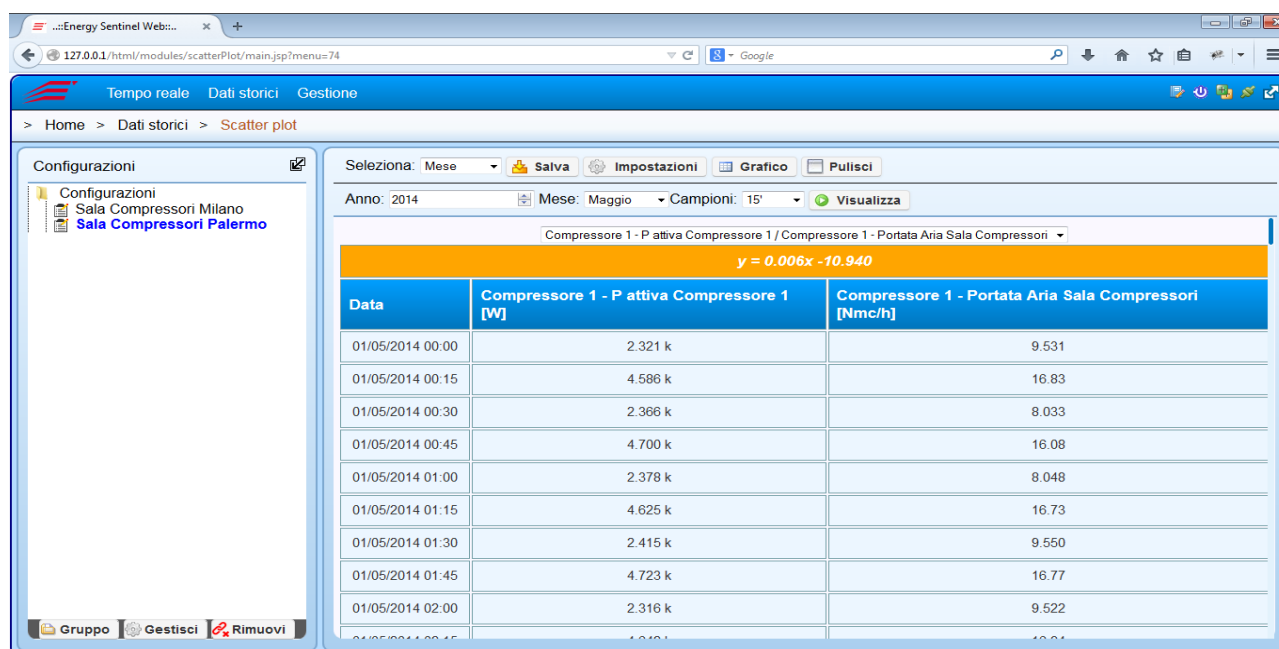 ..::Energy Sentinel Web::..
127.0.0.1/html/modules/scatterPlot/main.jsp?menu=74
Google
Tempo reale Dati storici Gestione
> Home > Dati storici > Scatter plot
Configurazioni
Configurazioni
Sala Compressori Milano
Sala Compressori Palermo
Gruppo Gestisci Rimuovi
Seleziona: Mese Salva Impostazioni Grafico Pulisci
Anno: 2014 Mese: Maggio Campioni: 15' Visualizza
Compressore 1 - P attiva Compressore 1 / Compressore 1 - Portata Aria Sala Compressori
y = 0.006x -10.940
Data Compressore 1 - P attiva Compressore 1 [W] Compressore 1 - Portata Aria Sala Compressori [Nmc/h]
01/05/2014 00:00 2.321 k 9.531
01/05/2014 00:15 4.586 k 16.83
01/05/2014 00:30 2.366 k 8.033
01/05/2014 00:45 4.700 k 16.08
01/05/2014 01:00 2.378 k 8.048
01/05/2014 01:15 4.625 k 16.73
01/05/2014 01:30 2.415 k 9.550
01/05/2014 01:45 4.723 k 16.77
01/05/2014 02:00 2.316 k 9.522